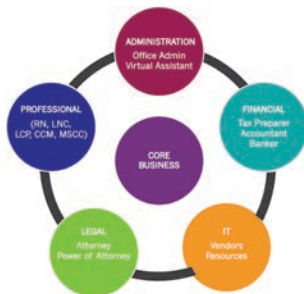 ADMINISTRATION
Office Admin
Virtual Assistant
PROFESSIONAL
(RN, LNC,
LCP, CCM, MSCC)
FINANCIAL
Tax Preparer
Accountant
Banker
CORE
BUSINESS
LEGAL
Attorney
Power of Attorney
IT
Vendors
Resources